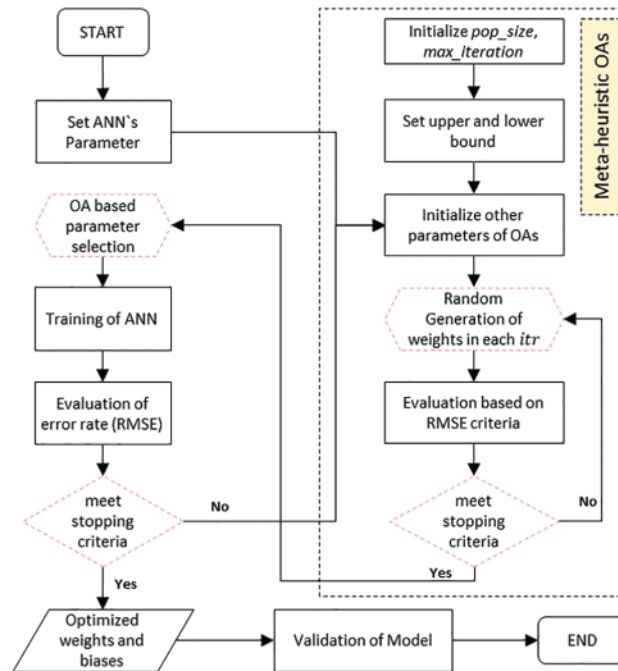 START
Set ANN`s
Parameter
OA based
parameter
selection
Training of ANN
Evaluation of
error rate (RMSE)
meet
stopping
criteria
No
Yes
Optimized
weights and
biases
Validation of Model
END
Initialize pop_size,
max_iteration
Set upper and lower
bound
Initialize other
parameters of OAs
Random
Generation of
weights in each itr
Evaluation based on
RMSE criteria
meet
stopping
criteria
No
Yes
Meta-heuristic OAs